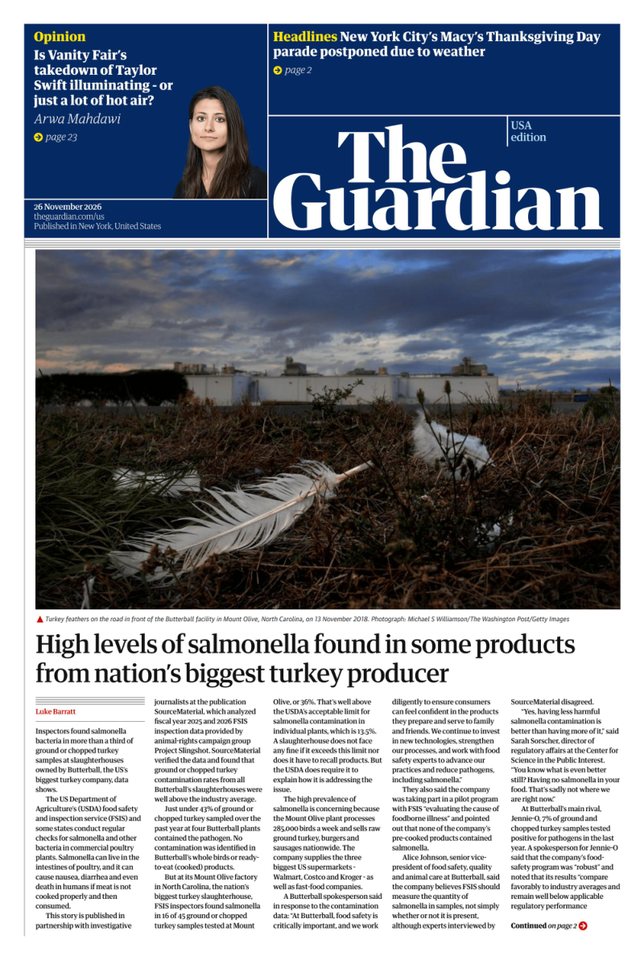 Opinion
Is Vanity Fair's
takedown of Taylor
Swift illuminating - or
just a lot of hot air?
Arwa Mahdawi
page 23
Headlines New York City's Macy's Thanksgiving Day
parade postponed due to weather
page 2
USA
edition
The
Guardian
26 November 2026
theguardian.com/us
Published in New York, United States
Turkey feathers on the road in front of the Butterball facility in Mount Olive, North Carolina, on 13 November 2018. Photograph: Michael S Williamson/The Washington Post/Getty Images
High levels of salmonella found in some products
from nation's biggest turkey producer
Luke Barratt
Inspectors found salmonella
bacteria in more than a third of
ground or chopped turkey
samples at slaughterhouses
owned by Butterball, the US's
biggest turkey company, data
shows.
The US Department of
Agriculture's (USDA) food safety
and inspection service (FSIS) and
some states conduct regular
checks for salmonella and other
bacteria in commercial poultry
plants. Salmonella can live in the
intestines of poultry, and it can
cause nausea, diarrhea and even
death in humans if meat is not
cooked properly and then
consumed.
This story is published in
partnership with investigative
journalists at the publication
SourceMaterial, which analyzed
fiscal year 2025 and 2026 FSIS
inspection data provided by
animal-rights campaign group
Project Slingshot. SourceMaterial
verified the data and found that
ground or chopped turkey
contamination rates from all
Butterball's slaughterhouses were
well above the industry average.
Just under 43% of ground or
chopped turkey sampled over the
past year at four Butterball plants
contained the pathogen. No
contamination was identified in
Butterball's whole birds or ready-
to-eat (cooked) products.
But at its Mount Olive factory
in North Carolina, the nation's
biggest turkey slaughterhouse,
FSIS inspectors found salmonella
in 16 of 45 ground or chopped
turkey samples tested at Mount
Olive, or 36%. That's well above
the USDA's acceptable limit for
salmonella contamination in
individual plants, which is 13.5%.
A slaughterhouse does not face
any fine if it exceeds this limit nor
does it have to recall products. But
the USDA does require it to
explain how it is addressing the
issue.
The high prevalence of
salmonella is concerning because
the Mount Olive plant processes
285,000 birds a week and sells raw
ground turkey, burgers and
sausages nationwide. The
company supplies the three
biggest US supermarkets -
Walmart, Costco and Kroger - as
well as fast-food companies.
A Butterball spokesperson said
in response to the contamination
data: "At Butterball, food safety is
critically important, and we work
diligently to ensure consumers
can feel confident in the products
they prepare and serve to family
and friends. We continue to invest
in new technologies, strengthen
our processes, and work with food
safety experts to advance our
practices and reduce pathogens,
including salmonella."
They also said the company
was taking part in a pilot program
with FSIS "evaluating the cause of
foodborne illness" and pointed
out that none of the company's
pre-cooked products contained
salmonella.
Alice Johnson, senior vice-
president of food safety, quality
and animal care at Butterball, said
the company believes FSIS should
measure the quantity of
salmonella in samples, not simply
whether or not it is present,
although experts interviewed by
SourceMaterial disagreed.
"Yes, having less harmful
salmonella contamination is
better than having more of it," said
Sarah Sorscher, director of
regulatory affairs at the Center for
Science in the Public Interest.
"You know what is even better
still? Having no salmonella in your
food. That's sadly not where we
are right now."
At Butterball's main rival,
Jennie-O, 7% of ground and
chopped turkey samples tested
positive for pathogens in the last
year. A spokesperson for Jennie-O
said that the company's food-
safety program was "robust" and
noted that its results "compare
favorably to industry averages and
remain well below applicable
regulatory performance
Continued on page 2